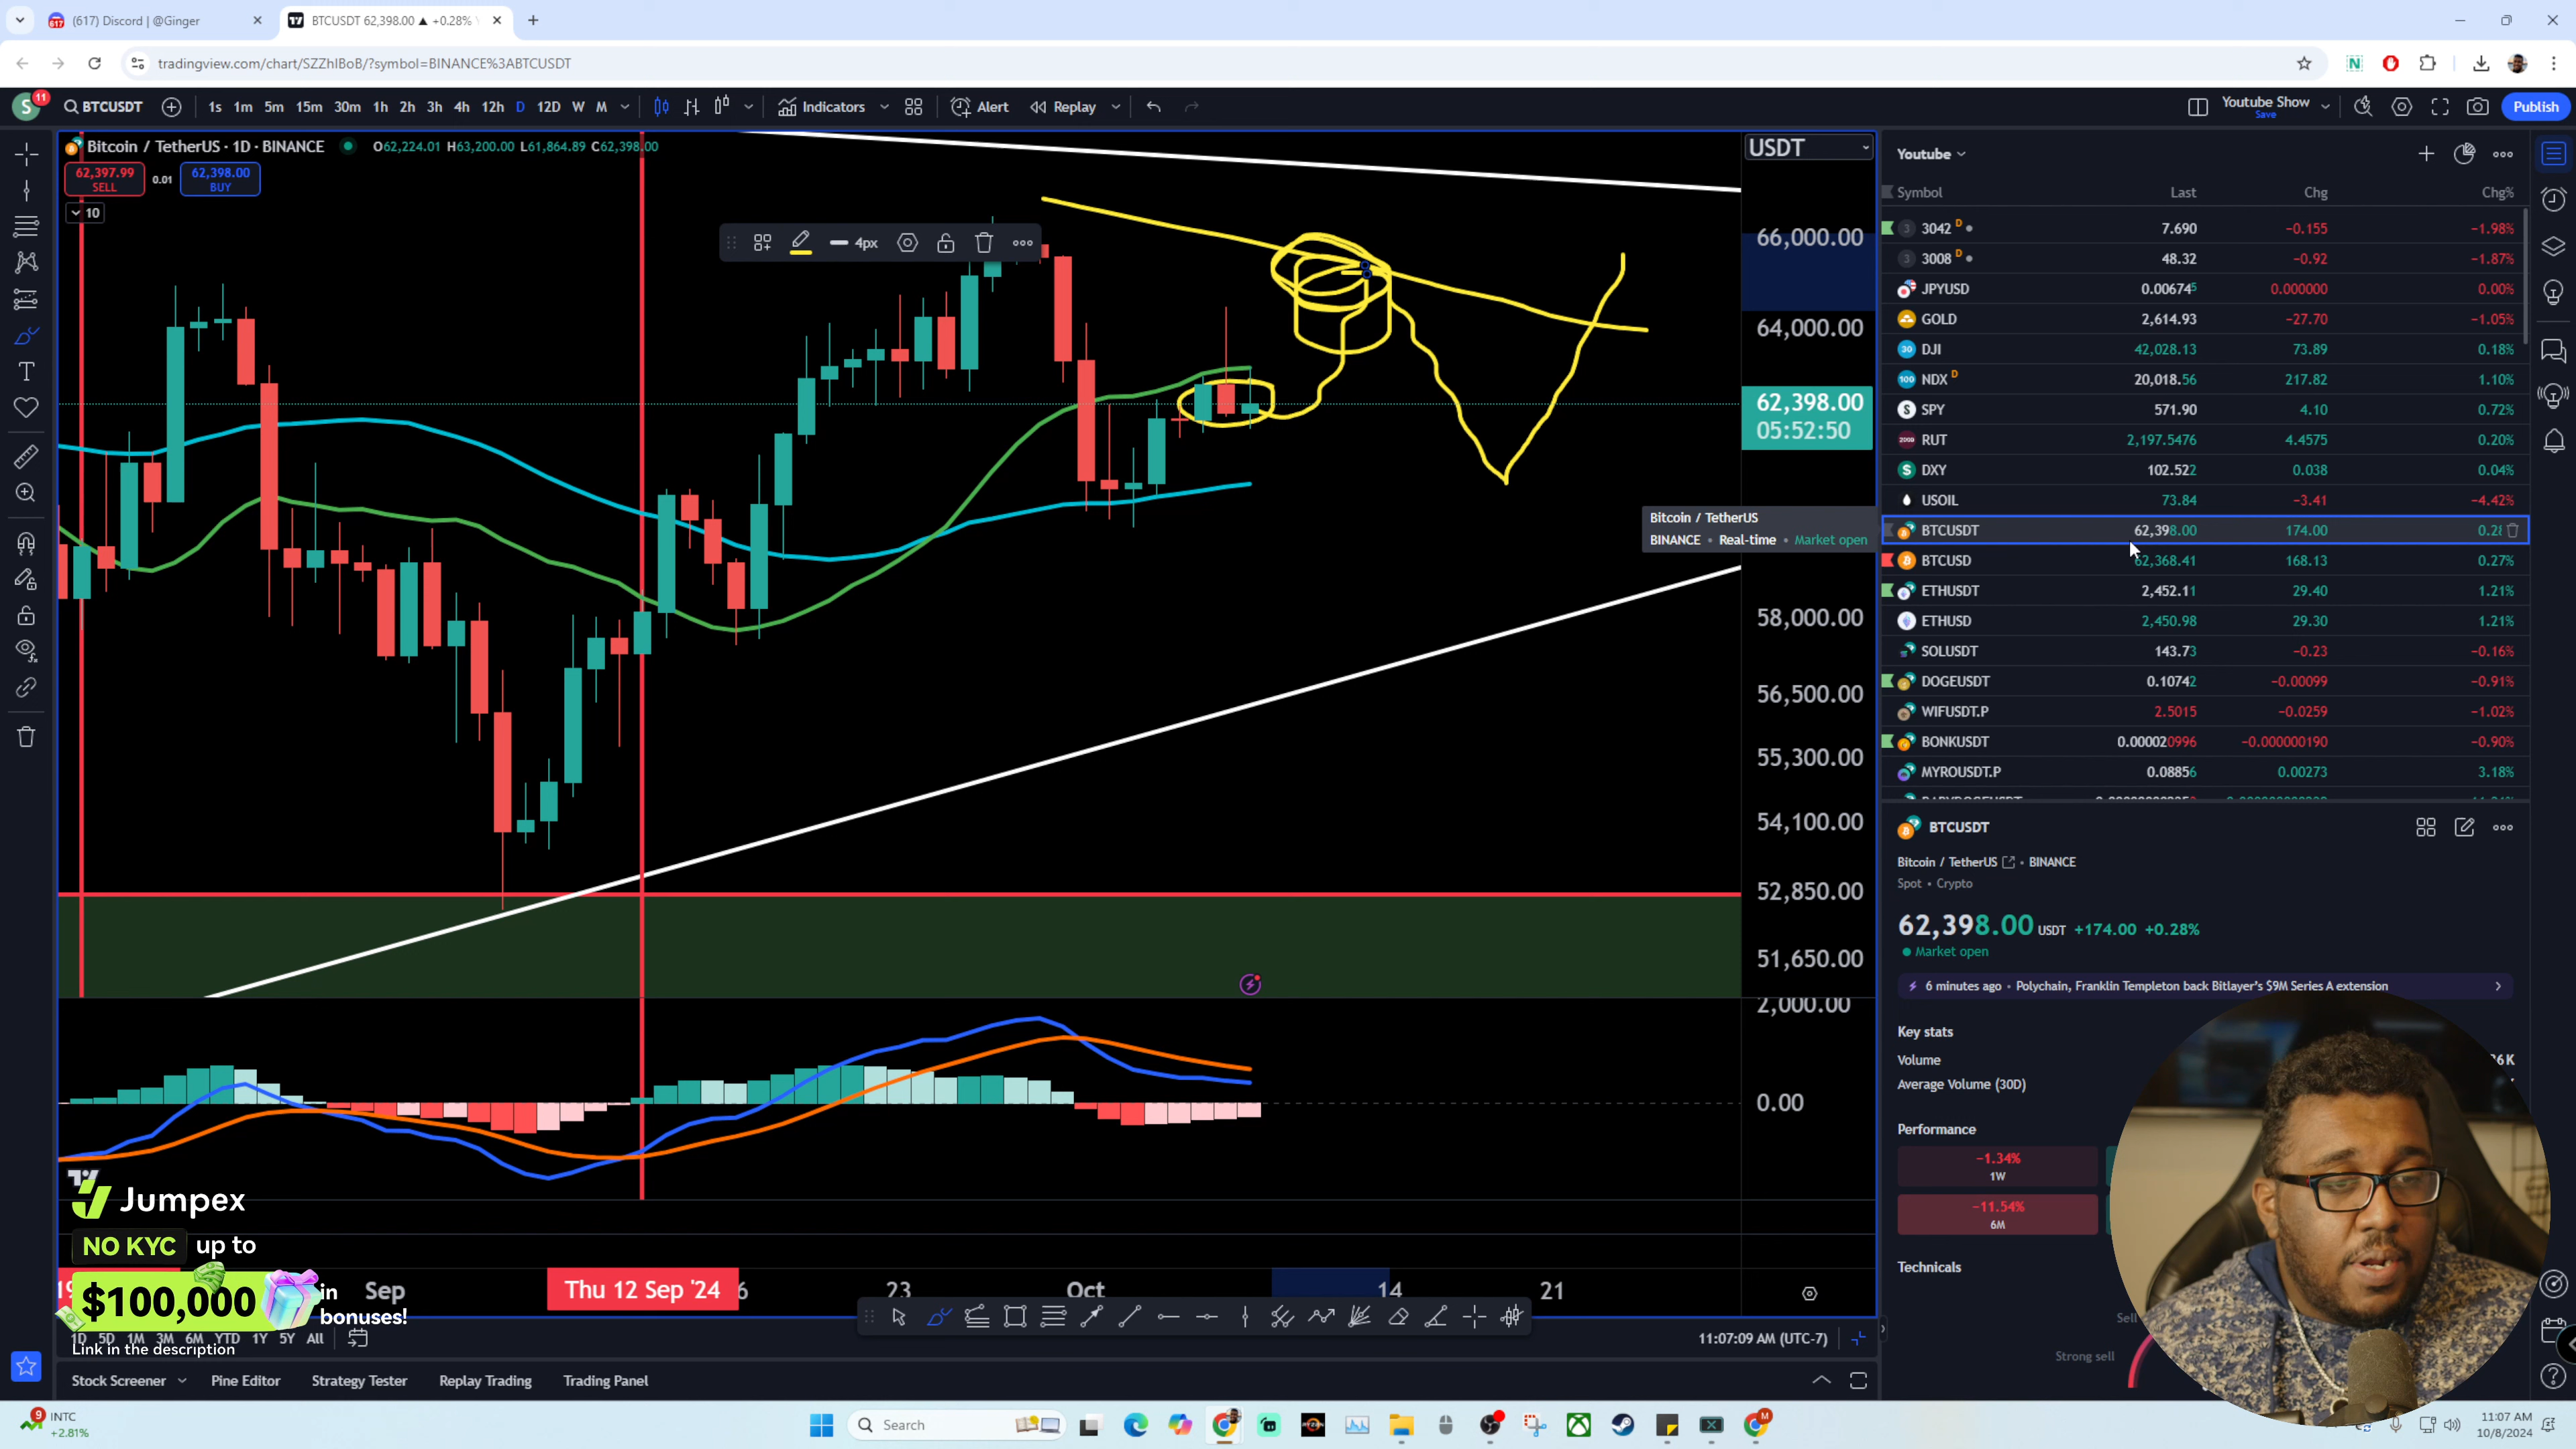 (617) Discord | @Ginger
BTCUSDT 62,398.00 ▲ +0.28%
tradingview.com/chart/SZZhIBoB/?symbol=BINANCE%3ABTCUSDT
S 11 BTCUSDT 1s 1m 5m 15m 30m 1h 2h 3h 4h 12h D 12D W M Indicators Alert Replay Youtube Show Save Publish
Bitcoin / TetherUS · 1D · BINANCE O62,224.01 H63,200.00 L61,864.89 C62,398.00
62,397.99 SELL 0.01 62,398.00 BUY
10
4px
USDT
66,000.00
64,000.00
62,398.00
05:52:50
58,000.00
56,500.00
55,300.00
54,100.00
52,850.00
51,650.00
2,000.00
0.00
Bitcoin / TetherUS
BINANCE • Real-time • Market open
Sep Thu 12 Sep '24 6 23 Oct 14 21
Jumpex
NO KYC up to
$100,000 in bonuses!
Link in the description
1D 5D 1M 3M 6M YTD 1Y 5Y All
11:07:09 AM (UTC-7)
Stock Screener Pine Editor Strategy Tester Replay Trading Trading Panel
Youtube
Symbol Last Chg Chg%
3042 D 7.690 −0.155 −1.98%
3008 D 48.32 −0.92 −1.87%
JPYUSD 0.006745 0.000000 0.00%
GOLD 2,614.93 −27.70 −1.05%
DJI 42,028.13 73.89 0.18%
NDX D 20,018.56 217.82 1.10%
SPY 571.90 4.10 0.72%
RUT 2,197.5476 4.4575 0.20%
DXY 102.522 0.038 0.04%
USOIL 73.84 −3.41 −4.42%
BTCUSDT 62,398.00 174.00 0.28
BTCUSD 62,368.41 168.13 0.27%
ETHUSDT 2,452.11 29.40 1.21%
ETHUSD 2,450.98 29.30 1.21%
SOLUSDT 143.73 −0.23 −0.16%
DOGEUSDT 0.10742 −0.00099 −0.91%
WIFUSDT.P 2.5015 −0.0259 −1.02%
BONKUSDT 0.000020996 −0.000000190 −0.90%
MYROUSDT.P 0.08856 0.00273 3.18%
BTCUSDT
Bitcoin / TetherUS • BINANCE
Spot • Crypto
62,398.00 USDT +174.00 +0.28%
Market open
6 minutes ago • Polychain, Franklin Templeton back Bitlayer's $9M Series A extension
Key stats
Volume
Average Volume (30D)
Performance
−1.34%
1W
−11.54%
6M
Technicals
Sell
Strong sell
9 INTC
+2.81%
Search
11:07 AM
10/8/2024